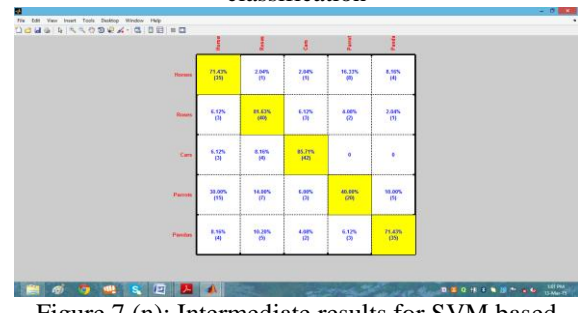 classification
File Edit View Insert Tools Desktop Window Help
Roses
Cars
Parrot
Panda
Horses 71.43% 2.04% 2.04% 16.33% 8.16%
(35) (1) (1) (8) (4)
Roses 6.12% 81.63% 6.12% 4.08% 2.04%
(3) (40) (3) (2) (1)
Cars 6.12% 8.16% 85.71% 0 0
(3) (4) (42)
Parrots 30.00% 14.00% 6.00% 40.00% 10.00%
(15) (7) (3) (20) (5)
Pandas 8.16% 10.20% 4.08% 6.12% 71.43%
(4) (5) (2) (3) (35)
Figure 7 (n): Intermediate results for SVM based